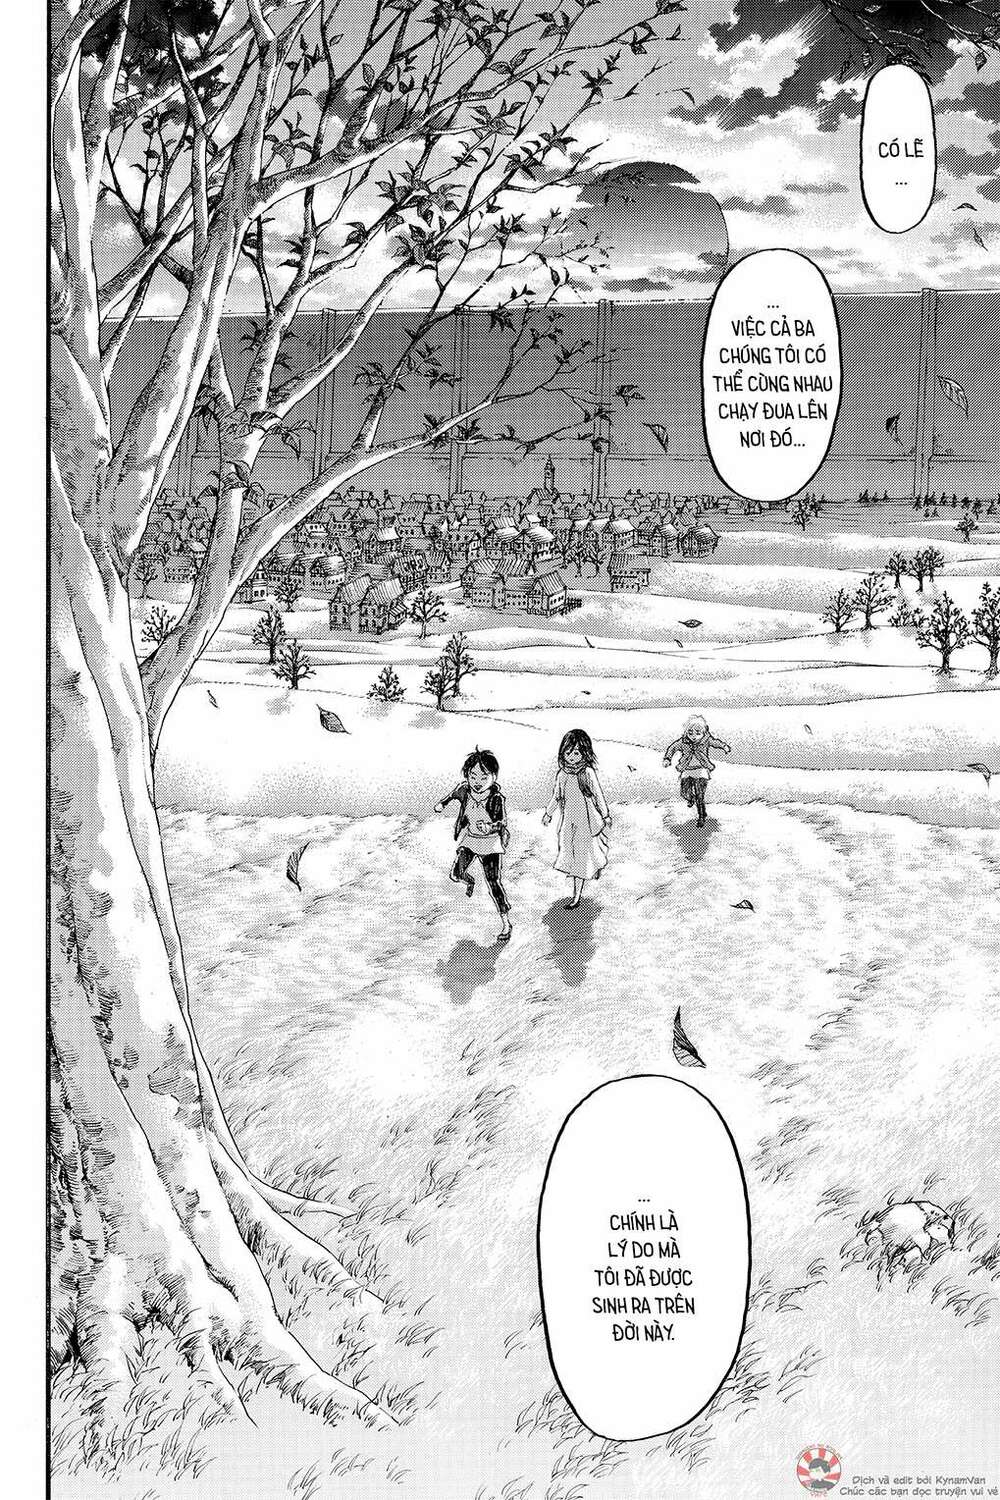 CÓ LẼ
...
...
VIỆC CẢ BA
CHÚNG TÔI CÓ
THỂ CÙNG NHAU
CHẠY ĐUA LÊN
NƠI ĐÓ...
...
CHÍNH LÀ
LÝ DO MÀ
TÔI ĐÃ ĐƯỢC
SINH RA TRÊN
ĐỜI NÀY.
Dịch và edit bởi KynamVan
Chúc các bạn đọc truyện vui vẻ